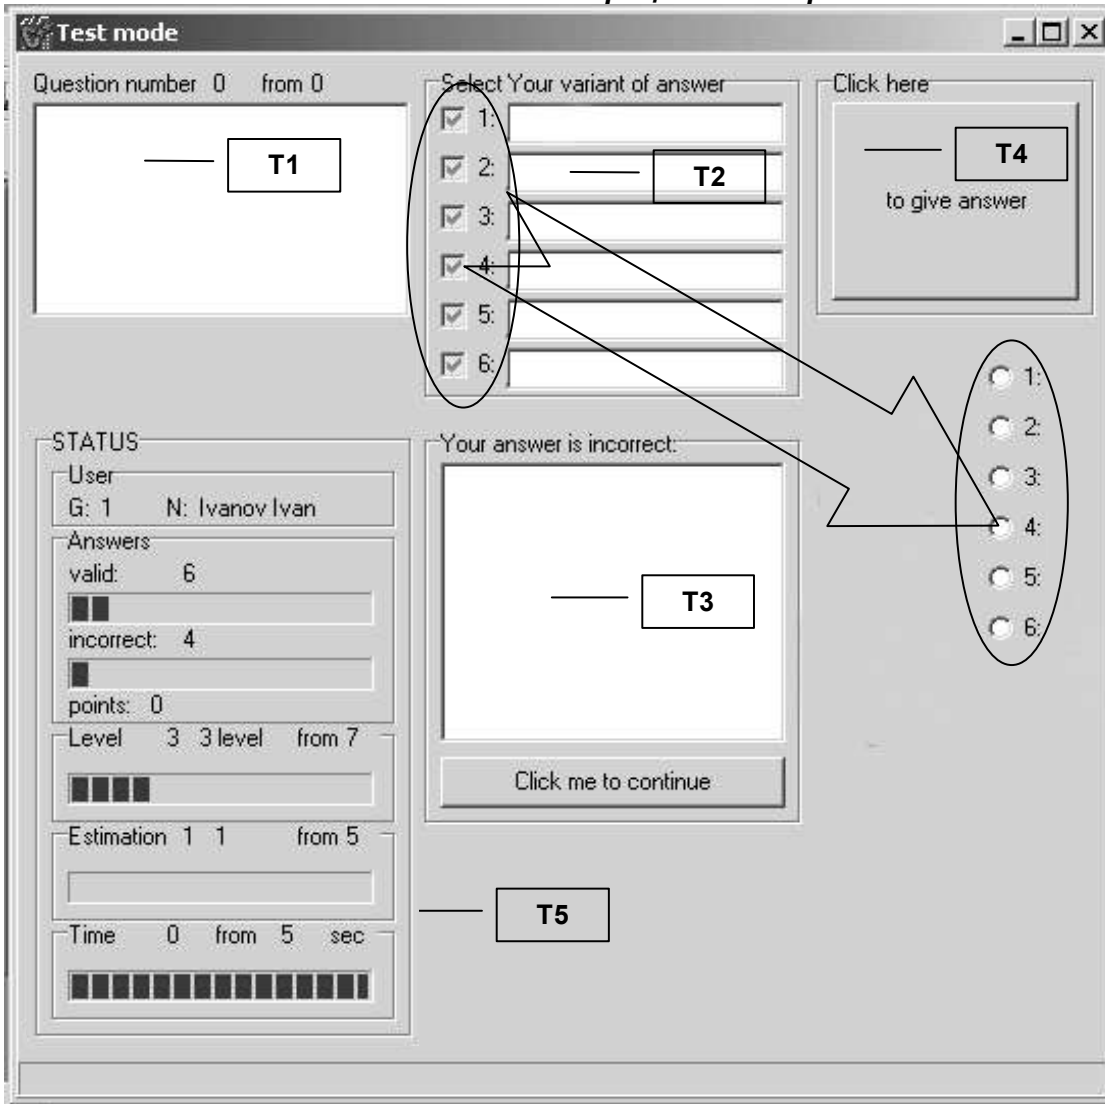 Test mode
Question number 0 from 0
T1
Select Your variant of answer
1:
2:
3:
4:
5:
6:
T2
Click here
T4
to give answer
1:
2:
3:
4:
5:
6:
STATUS
User
G: 1 N: Ivanov Ivan
Answers
valid: 6
incorrect: 4
points: 0
Level 3 3 level from 7
Estimation 1 1 from 5
Time 0 from 5 sec
Your answer is incorrect:
T3
Click me to continue
T5